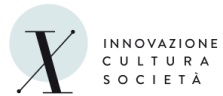 X
INNOVAZIONE
CULTURA
SOCIETÀ